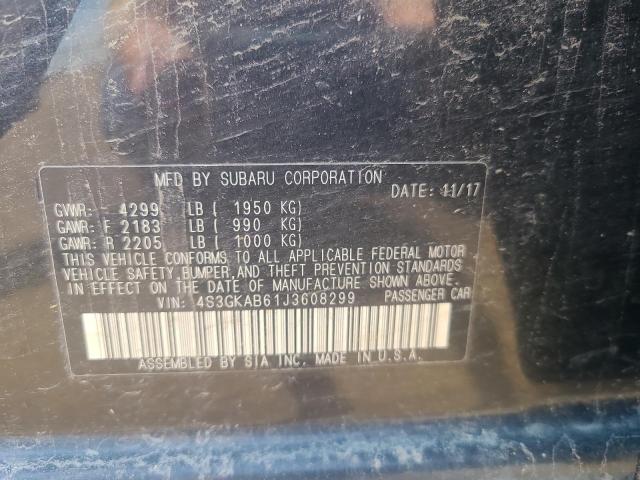 MFD BY SUBARU CORPORATION
DATE: 11/17
GVWR: 4299 LB ( 1950 KG)
GAWR: F 2183 LB ( 990 KG)
GAWR: R 2205 LB ( 1000 KG)
THIS VEHICLE CONFORMS TO ALL APPLICABLE FEDERAL MOTOR
VEHICLE SAFETY, BUMPER, AND THEFT PREVENTION STANDARDS
IN EFFECT ON THE DATE OF MANUFACTURE SHOWN ABOVE.
VIN: 4S3GKAB61J3608299 PASSENGER CAR
ASSEMBLED BY SIA INC. MADE IN U.S.A.